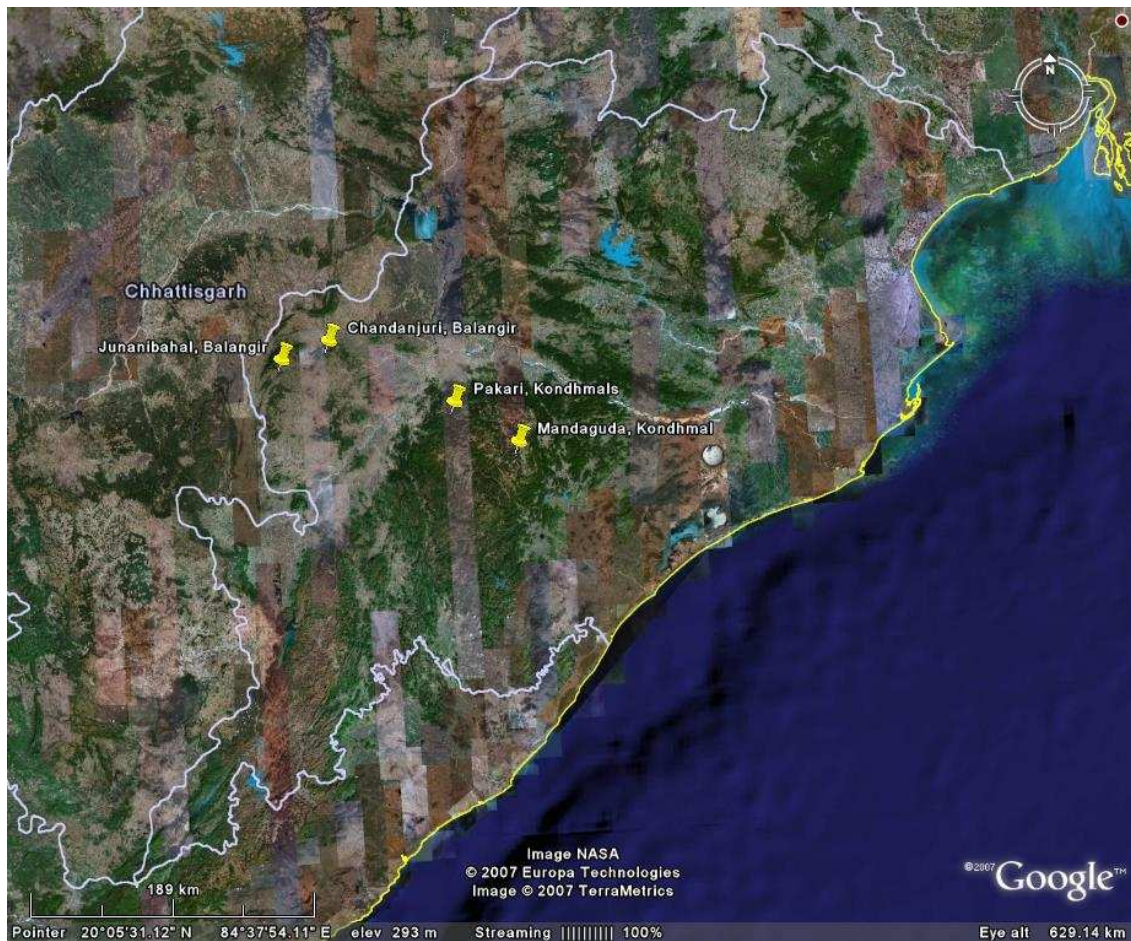 N
Chhattisgarh
Chandanjuri, Balangir
Junanibahal, Balangir
Pakari, Kondhmals
Mandaguda, Kondhmal
Image NASA
© 2007 Europa Technologies
Image © 2007 TerraMetrics
©2007 Google™
189 km
Pointer 20°05'31.12" N 84°37'54.11" E elev 293 m Streaming |||||||||| 100% Eye alt 629.14 km